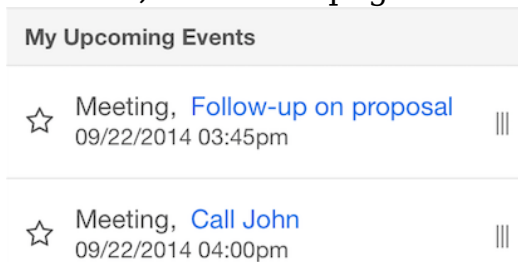 My Upcoming Events
Meeting, Follow-up on proposal
09/22/2014 03:45pm
Meeting, Call John
09/22/2014 04:00pm